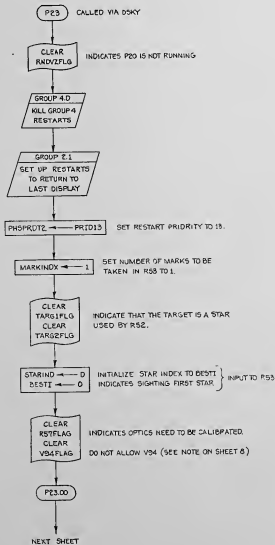 P23 CALLED VIA DSKY
CLEAR
RNDVZFLG
INDICATES P20 IS NOT RUNNING
GROUP 4.0
KILL GROUP 4
RESTARTS
GROUP 2.1
SET UP RESTARTS
TO RETURN TO
LAST DISPLAY
PHSPRDT2 ← PRIO13 SET RESTART PRIORITY TO 13.
MARKINDX ← 1
SET NUMBER OF MARKS TO BE
TAKEN IN R53 TO 1.
CLEAR
TARG1FLG
CLEAR
TARG2FLG
INDICATE THAT THE TARGET IS A STAR
USED BY R52.
STARIND ← 0 INITIALIZE STAR INDEX TO BESTI
BESTI ← 0 INDICATES SIGHTING FIRST STAR
INPUT TO R53
CLEAR
R57FLAG
CLEAR
V94FLAG
INDICATES OPTICS NEED TO BE CALIBRATED.
DO NOT ALLOW V94 (SEE NOTE ON SHEET 8)
P23.00
NEXT SHEET